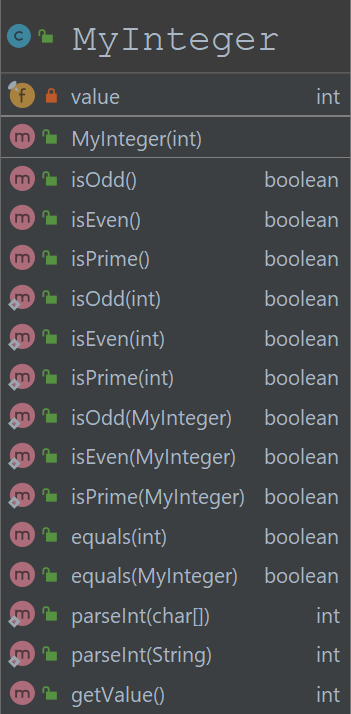 MyInteger
value int
MyInteger(int)
isOdd() boolean
isEven() boolean
isPrime() boolean
isOdd(int) boolean
isEven(int) boolean
isPrime(int) boolean
isOdd(MyInteger) boolean
isEven(MyInteger) boolean
isPrime(MyInteger) boolean
equals(int) boolean
equals(MyInteger) boolean
parseInt(char[]) int
parseInt(String) int
getValue() int